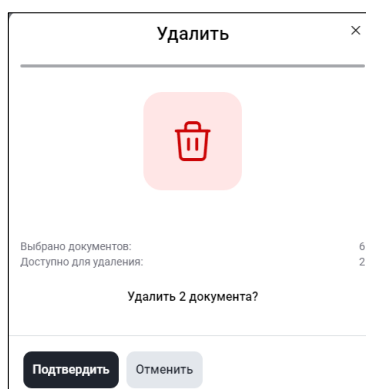 Удалить
Выбрано документов: 6
Доступно для удаления: 2
Удалить 2 документа?
Подтвердить Отменить